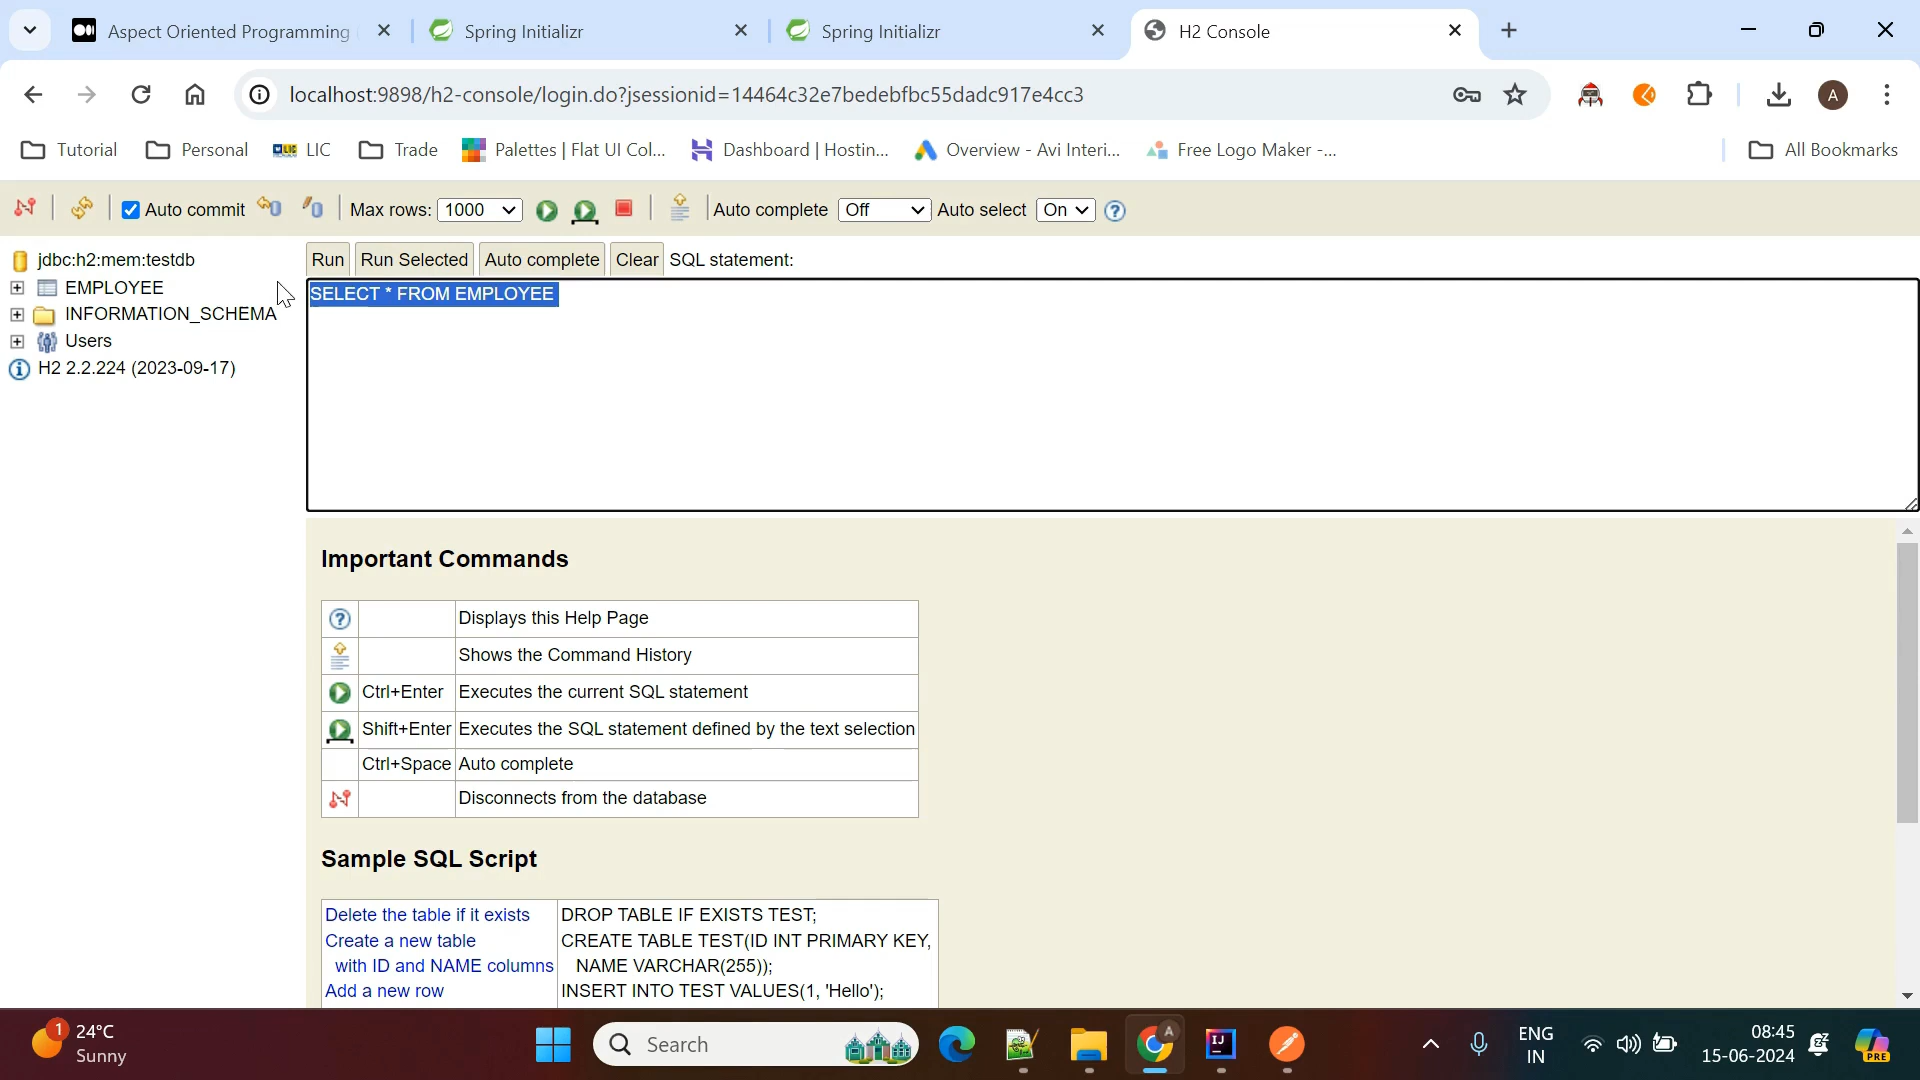 Aspect Oriented Programming
Spring Initializr
Spring Initializr
H2 Console
localhost:9898/h2-console/login.do?jsessionid=14464c32e7bedebfbc55dadc917e4cc3
A
Tutorial
Personal
LIC
Trade
Palettes | Flat UI Col...
Dashboard | Hostin...
Overview - Avi Interi...
Free Logo Maker -...
All Bookmarks
Auto commit
Max rows: 1000
Auto complete Off
Auto select On
jdbc:h2:mem:testdb
EMPLOYEE
INFORMATION_SCHEMA
Users
H2 2.2.224 (2023-09-17)
Run
Run Selected
Auto complete
Clear
SQL statement:
SELECT * FROM EMPLOYEE
Important Commands
Displays this Help Page
Shows the Command History
Ctrl+Enter Executes the current SQL statement
Shift+Enter Executes the SQL statement defined by the text selection
Ctrl+Space Auto complete
Disconnects from the database
Sample SQL Script
Delete the table if it exists DROP TABLE IF EXISTS TEST;
Create a new table CREATE TABLE TEST(ID INT PRIMARY KEY,
with ID and NAME columns NAME VARCHAR(255));
Add a new row INSERT INTO TEST VALUES(1, 'Hello');
1
24°C
Sunny
Search
A
IJ
ENG
IN
08:45
15-06-2024
PRE